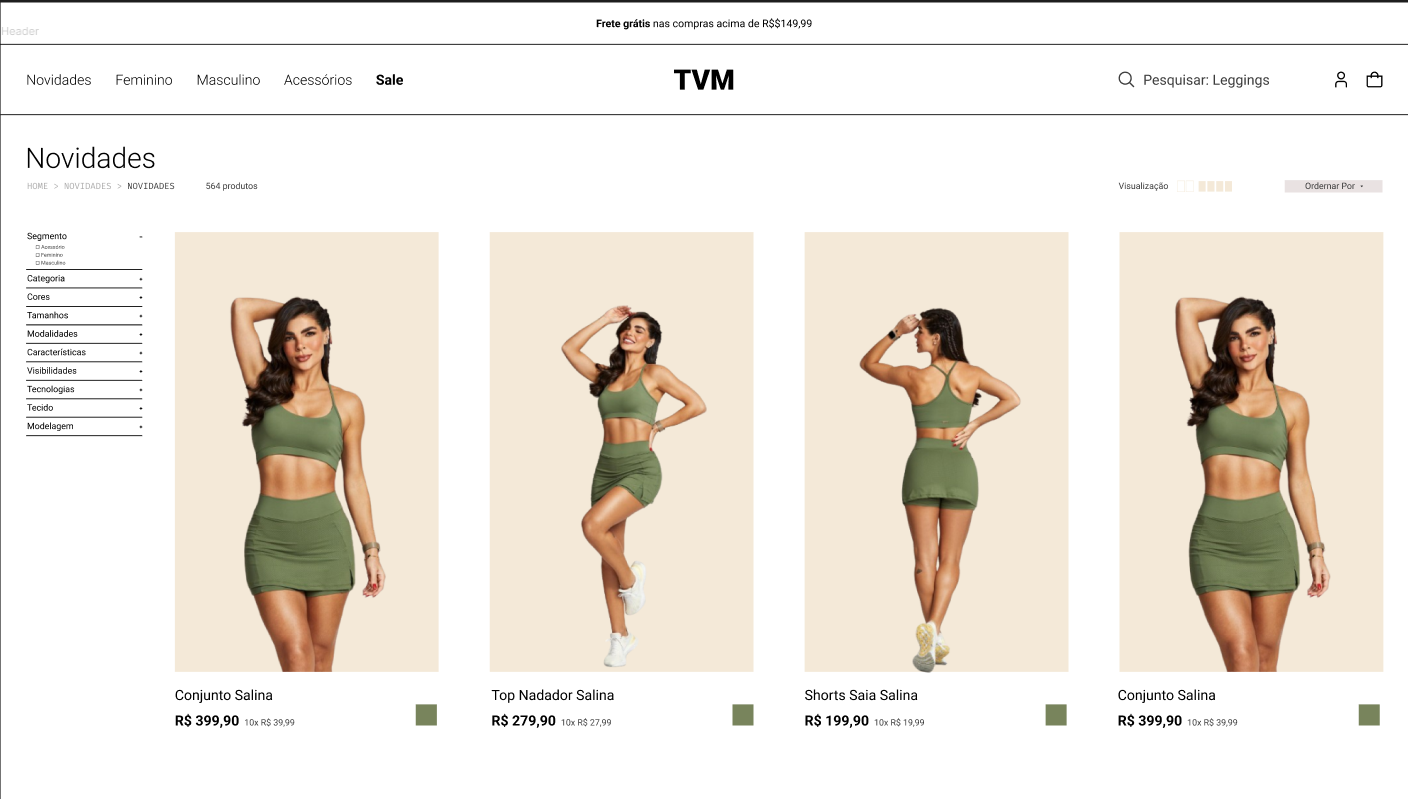 Frete grátis nas compras acima de R$$149,99
Header
Novidades Feminino Masculino Acessórios Sale
TVM
Pesquisar: Leggings
Novidades
HOME > NOVIDADES > NOVIDADES 564 produtos
Visualização
Ordernar Por
Segmento -
Acessório
Feminino
Masculino
Categoria +
Cores +
Tamanhos +
Modalidades +
Características +
Visibilidades +
Tecnologias +
Tecido +
Modelagem +
Conjunto Salina
R$ 399,90 10x R$ 39,99
Top Nadador Salina
R$ 279,90 10x R$ 27,99
Shorts Saia Salina
R$ 199,90 10x R$ 19,99
Conjunto Salina
R$ 399,90 10x R$ 39,99